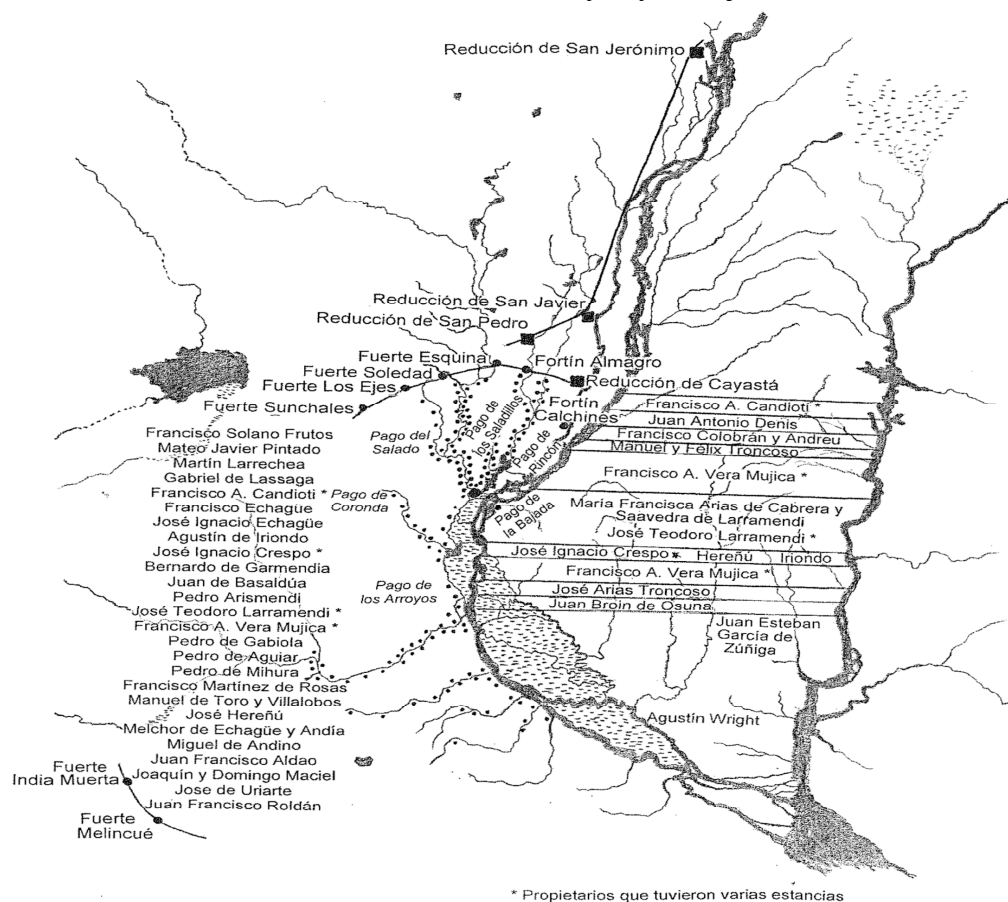 Reducción de San Jerónimo
Reducción de San Javier
Reducción de San Pedro
Fuerte Esquina
Fortín Almagro
Fuerte Soledad
Reducción de Cayastá
Fuerte Los Ejes
Fuerte Sunchales
Fortín
Calchines
Pago de
los Saladillos
Pago del
Salado
Pago de
Rincón
Pago de
la Bajada
Pago de
Coronda
Pago de
los Arroyos
Francisco Solano Frutos
Mateo Javier Pintado
Martín Larrechea
Gabriel de Lassaga
Francisco A. Candioti *
Francisco Echagüe
José Ignacio Echagüe
Agustín de Iriondo
José Ignacio Crespo *
Bernardo de Garmendia
Juan de Basaldúa
Pedro Arismendi
José Teodoro Larramendi *
Francisco A. Vera Mujica *
Pedro de Gabiola
Pedro de Aguiar
Pedro de Mihura
Francisco Martínez de Rosas
Manuel de Toro y Villalobos
José Hereñú
Melchor de Echagüe y Andía
Miguel de Andino
Juan Francisco Aldao
Joaquín y Domingo Maciel
Jose de Uriarte
Juan Francisco Roldán
Fuerte
India Muerta
Fuerte
Melincué
Francisco A. Candioti *
Juan Antonio Denis
Francisco Colobrán y Andreu
Manuel y Félix Troncoso
Francisco A. Vera Mujica *
María Francisca Arias de Cabrera y
Saavedra de Larramendi
José Teodoro Larramendi *
José Ignacio Crespo * Hereñú Iriondo
Francisco A. Vera Mujica *
José Arias Troncoso
Juan Broin de Osuna
Juan Esteban
García de
Zúñiga
Agustín Wright
* Propietarios que tuvieron varias estancias